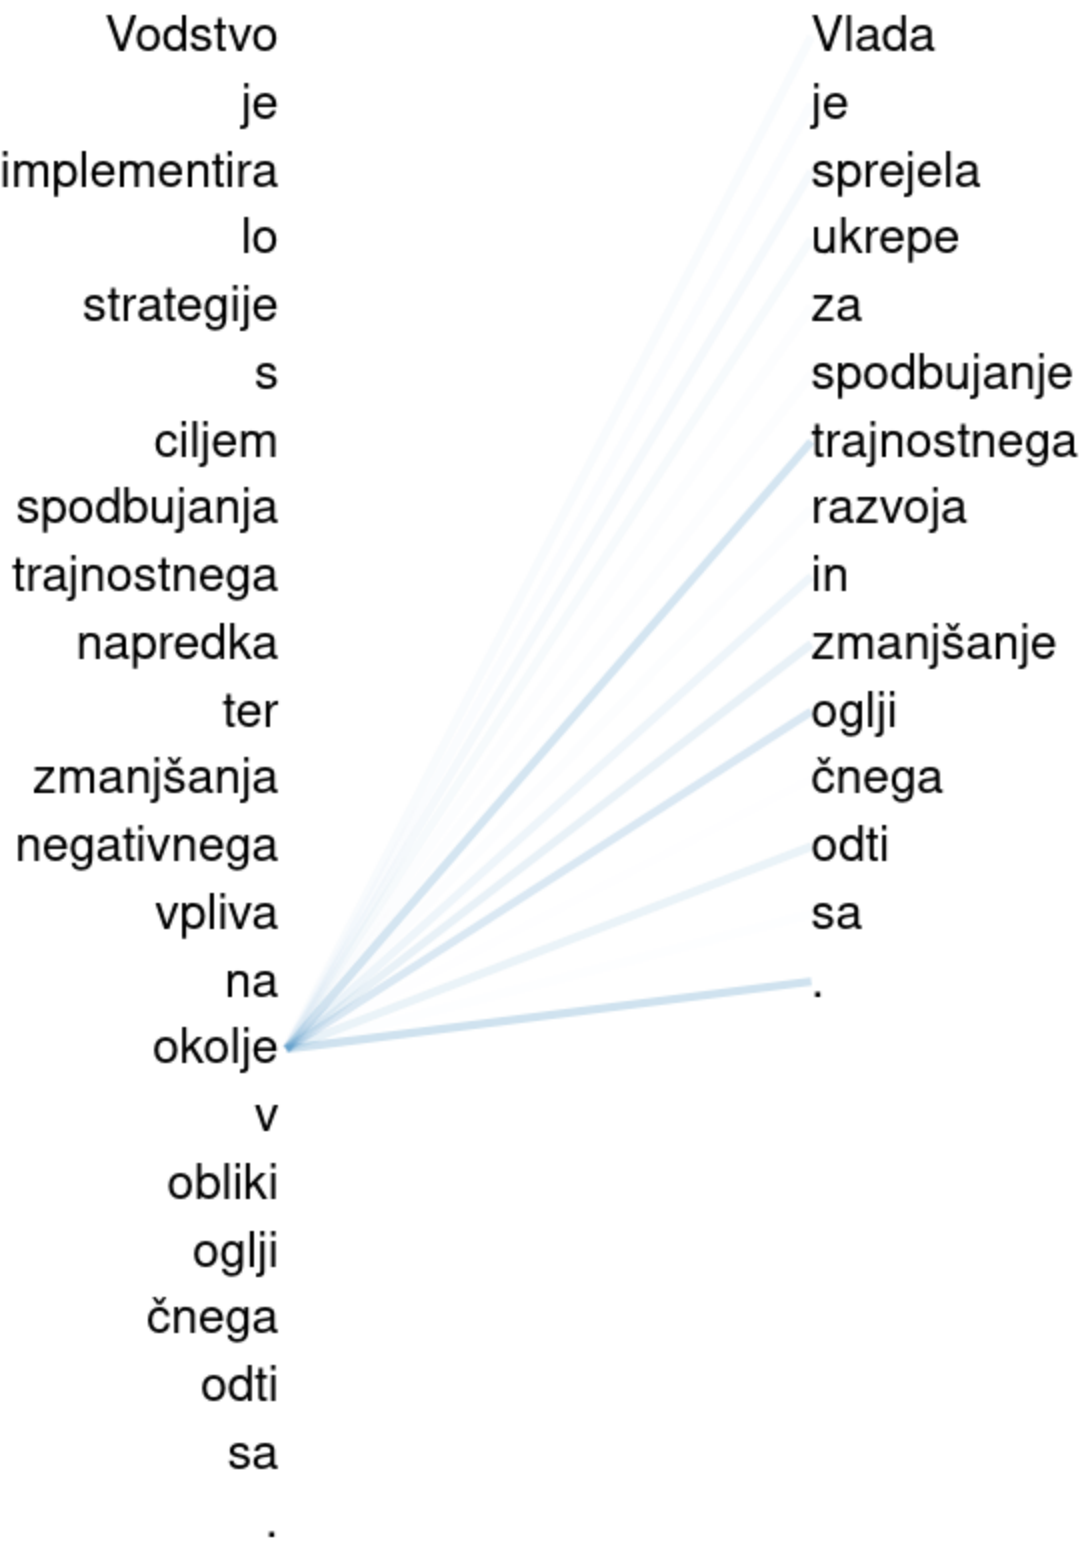 Vodstvo
je
implementira
lo
strategije
s
ciljem
spodbujanja
trajnostnega
napredka
ter
zmanjšanja
negativnega
vpliva
na
okolje
v
obliki
oglji
čnega
odti
sa
.
Vlada
je
sprejela
ukrepe
za
spodbujanje
trajnostnega
razvoja
in
zmanjšanje
oglji
čnega
odti
sa
.